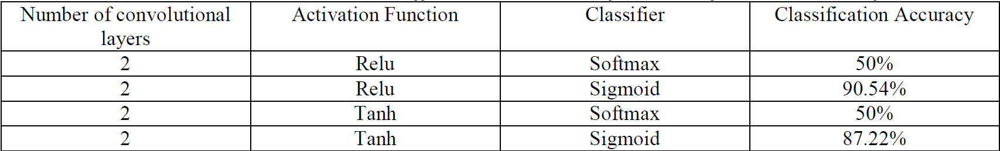 Number of convolutional layers Activation Function Classifier Classification Accuracy
2 Relu Softmax 50%
2 Relu Sigmoid 90.54%
2 Tanh Softmax 50%
2 Tanh Sigmoid 87.22%